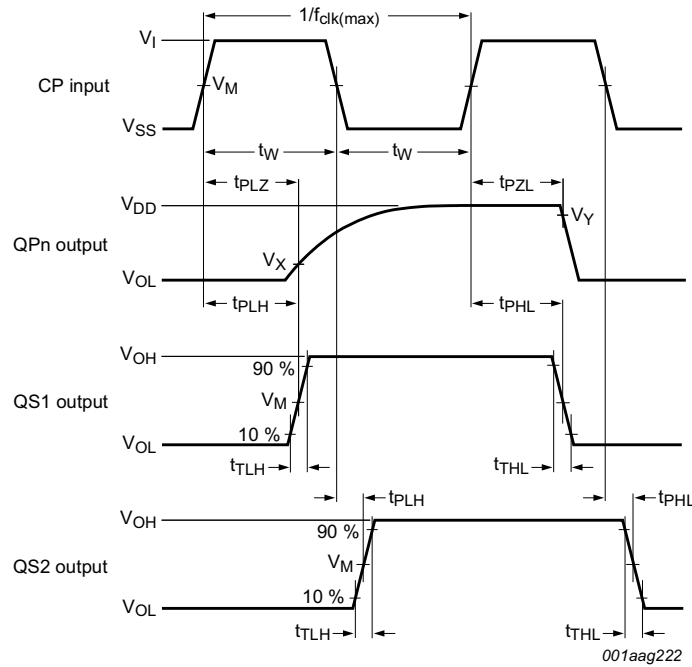 1/fclk(max)
VI
CP input
VM
VSS
tW
tW
tPLZ
tPZL
VDD
VY
QPn output
VX
VOL
tPLH
tPHL
VOH
90 %
QS1 output
VM
10 %
VOL
tTLH
tTHL
tPLH
tPHL
VOH
90 %
VM
QS2 output
10 %
VOL
tTLH
tTHL
001aag222